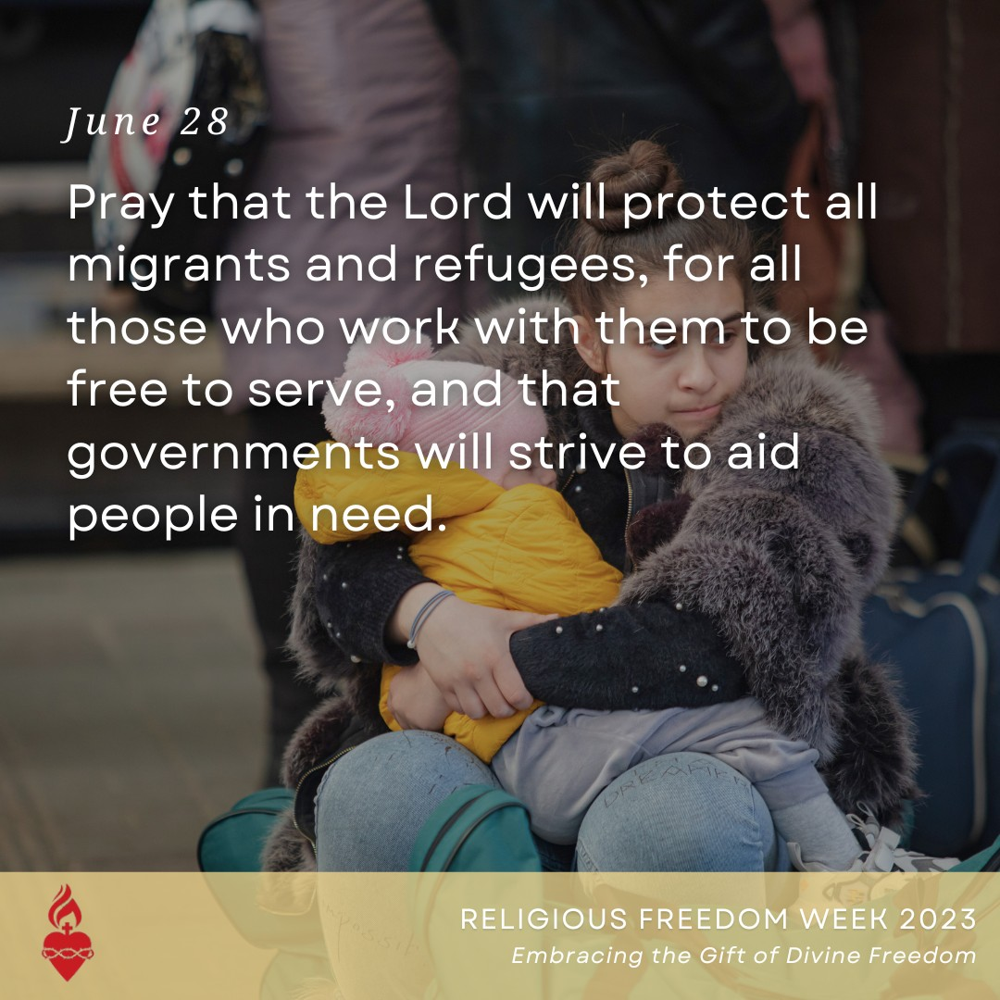 June 28
Pray that the Lord will protect all
migrants and refugees, for all
those who work with them to be
free to serve, and that
governments will strive to aid
people in need.
RELIGIOUS FREEDOM WEEK 2023
Embracing the Gift of Divine Freedom